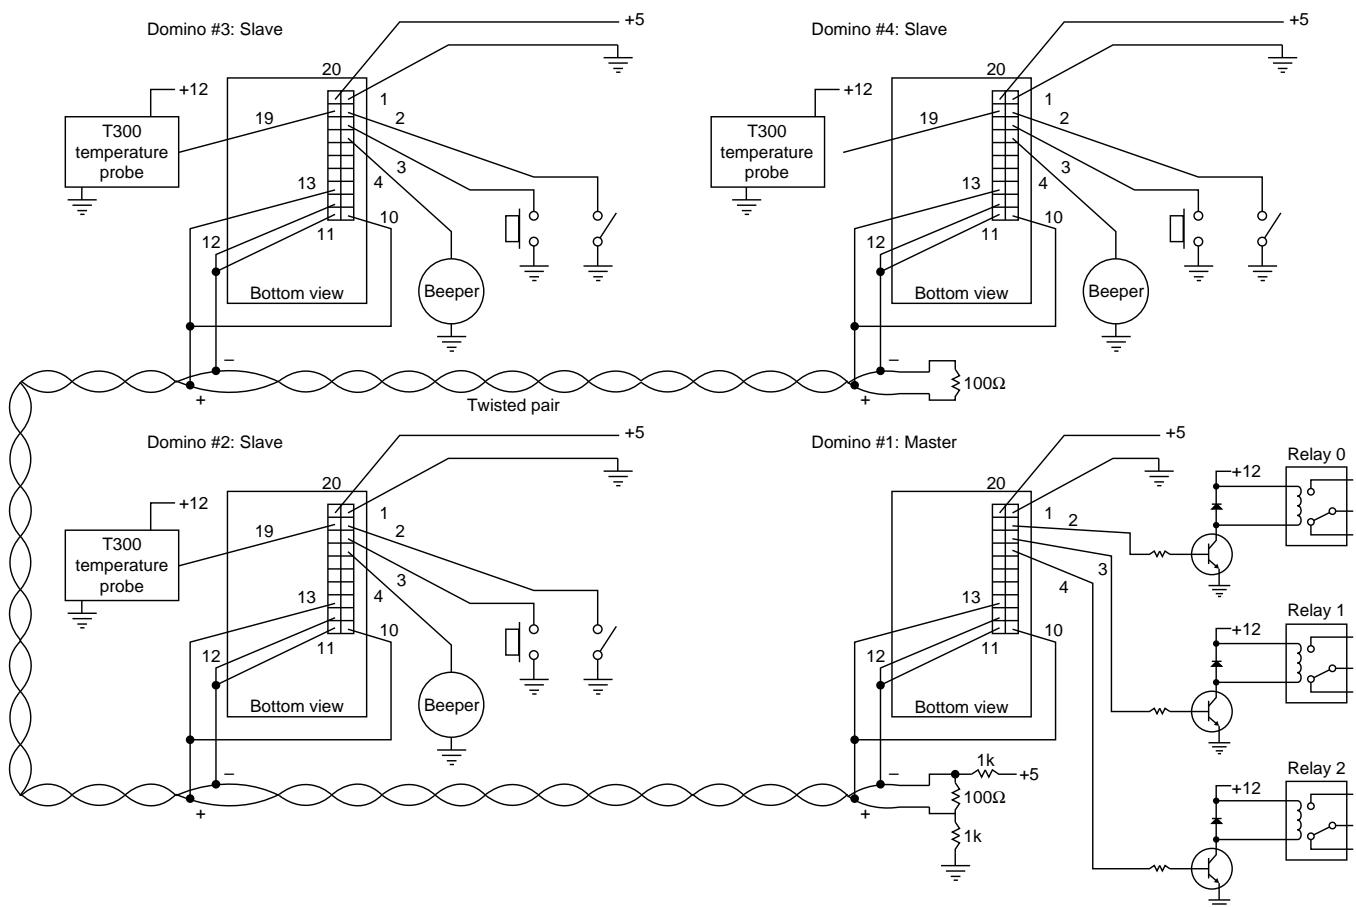 Domino #3: Slave
+5
20
+12
1
19
2
T300
temperature
probe
3
13
4
10
12
11
Beeper
Bottom view
–
+
Domino #4: Slave
+5
20
+12
1
19
2
T300
temperature
probe
3
13
4
10
12
11
Beeper
Bottom view
–
+
100Ω
Twisted pair
Domino #2: Slave
+5
20
+12
1
19
2
T300
temperature
probe
3
13
4
10
12
11
Beeper
Bottom view
–
+
Domino #1: Master
+5
20
1
2
3
4
13
10
12
11
Bottom view
–
+
1k
+5
100Ω
1k
Relay 0
+12
Relay 1
+12
Relay 2
+12